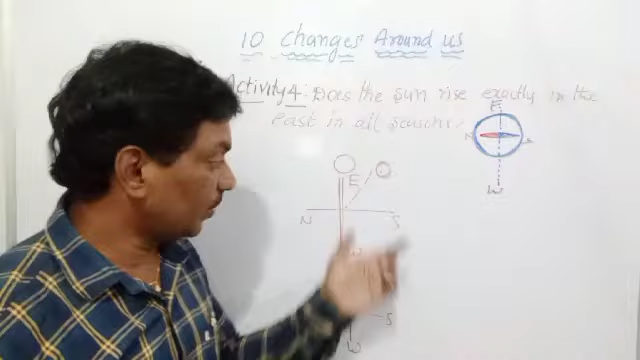 10 Changes Around us
Activity 4: Does the sun rise exactly in the
East in all seasons.
E
N
W
E
N S
S
W